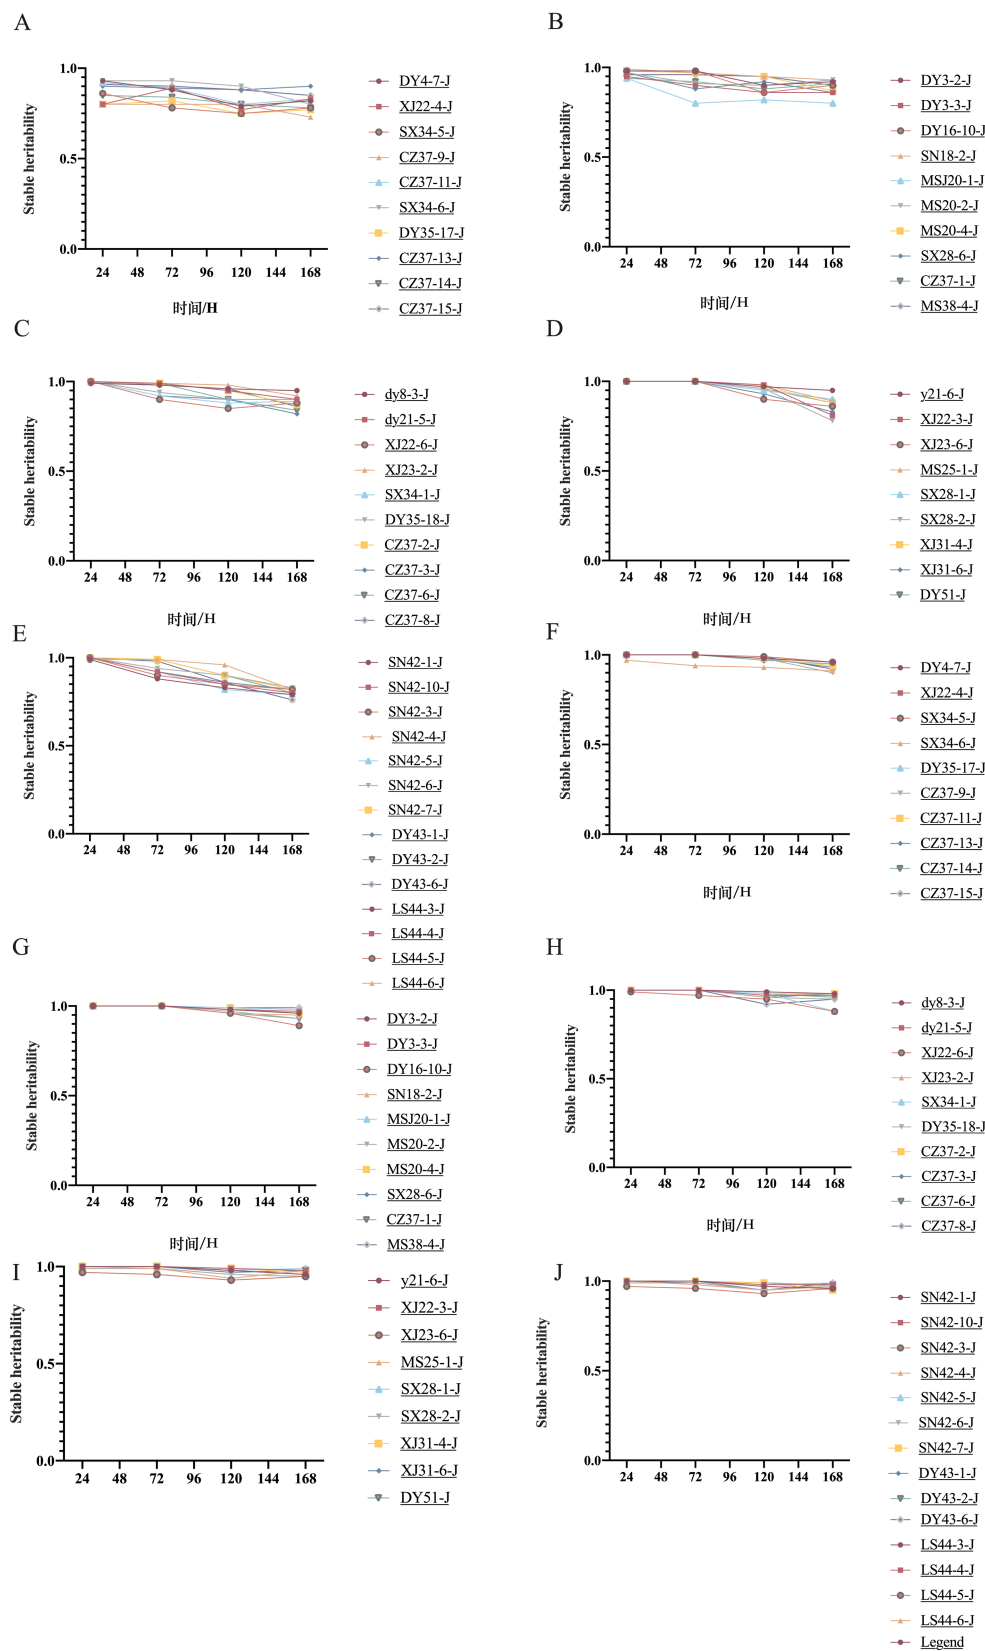 A
Stable heritability
1.0
0.5
0.0
24 48 72 96 120 144 168
时间/H
DY4-7-J
XJ22-4-J
SX34-5-J
CZ37-9-J
CZ37-11-J
SX34-6-J
DY35-17-J
CZ37-13-J
CZ37-14-J
CZ37-15-J
B
Stable heritability
1.0
0.5
0.0
24 48 72 96 120 144 168
时间/H
DY3-2-J
DY3-3-J
DY16-10-J
SN18-2-J
MSJ20-1-J
MS20-2-J
MS20-4-J
SX28-6-J
CZ37-1-J
MS38-4-J
C
Stable heritability
1.0
0.5
0.0
24 48 72 96 120 144 168
时间/H
dy8-3-J
dy21-5-J
XJ22-6-J
XJ23-2-J
SX34-1-J
DY35-18-J
CZ37-2-J
CZ37-3-J
CZ37-6-J
CZ37-8-J
D
Stable heritability
1.0
0.5
0.0
24 48 72 96 120 144 168
时间/H
y21-6-J
XJ22-3-J
XJ23-6-J
MS25-1-J
SX28-1-J
SX28-2-J
XJ31-4-J
XJ31-6-J
DY51-J
E
Stable heritability
1.0
0.5
0.0
24 48 72 96 120 144 168
SN42-1-J
SN42-10-J
SN42-3-J
SN42-4-J
SN42-5-J
SN42-6-J
SN42-7-J
DY43-1-J
DY43-2-J
DY43-6-J
LS44-3-J
LS44-4-J
LS44-5-J
LS44-6-J
F
Stable heritability
1.0
0.5
0.0
24 48 72 96 120 144 168
时间/H
DY4-7-J
XJ22-4-J
SX34-5-J
SX34-6-J
DY35-17-J
CZ37-9-J
CZ37-11-J
CZ37-13-J
CZ37-14-J
CZ37-15-J
G
Stable heritability
1.0
0.5
0.0
24 48 72 96 120 144 168
时间/H
DY3-2-J
DY3-3-J
DY16-10-J
SN18-2-J
MSJ20-1-J
MS20-2-J
MS20-4-J
SX28-6-J
CZ37-1-J
MS38-4-J
H
Stable heritability
1.0
0.5
0.0
24 48 72 96 120 144 168
时间/H
dy8-3-J
dy21-5-J
XJ22-6-J
XJ23-2-J
SX34-1-J
DY35-18-J
CZ37-2-J
CZ37-3-J
CZ37-6-J
CZ37-8-J
I
Stable heritability
1.0
0.5
0.0
24 48 72 96 120 144 168
y21-6-J
XJ22-3-J
XJ23-6-J
MS25-1-J
SX28-1-J
SX28-2-J
XJ31-4-J
XJ31-6-J
DY51-J
J
Stable heritability
1.0
0.5
0.0
24 48 72 96 120 144 168
SN42-1-J
SN42-10-J
SN42-3-J
SN42-4-J
SN42-5-J
SN42-6-J
SN42-7-J
DY43-1-J
DY43-2-J
DY43-6-J
LS44-3-J
LS44-4-J
LS44-5-J
LS44-6-J
Legend